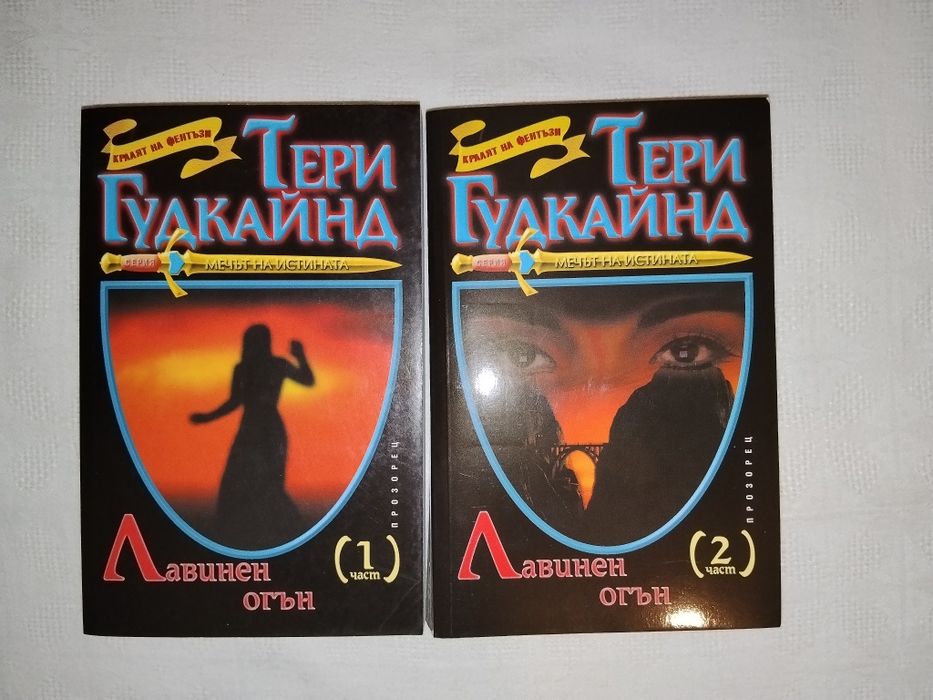 КРАЛЯТ НА ФЕНТЪЗИ
ТЕРИ
ГУДКАЙНД
СЕРИЯ МЕЧЪТ НА ИСТИНАТА
ПРОЗОРЕЦ
Лавинен
огън
(1 част)
КРАЛЯТ НА ФЕНТЪЗИ
ТЕРИ
ГУДКАЙНД
СЕРИЯ МЕЧЪТ НА ИСТИНАТА
ПРОЗОРЕЦ
Лавинен
огън
(2 част)